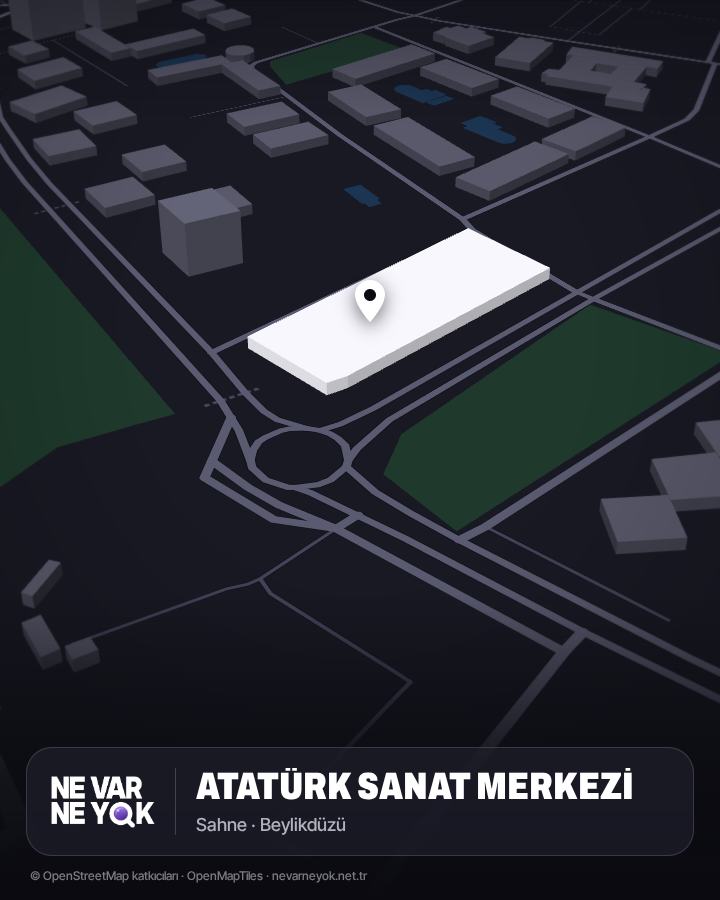 NE VAR
NE YOK
ATATÜRK SANAT MERKEZİ
Sahne · Beylikdüzü
© OpenStreetMap katkıcıları · OpenMapTiles · nevarneyok.net.tr